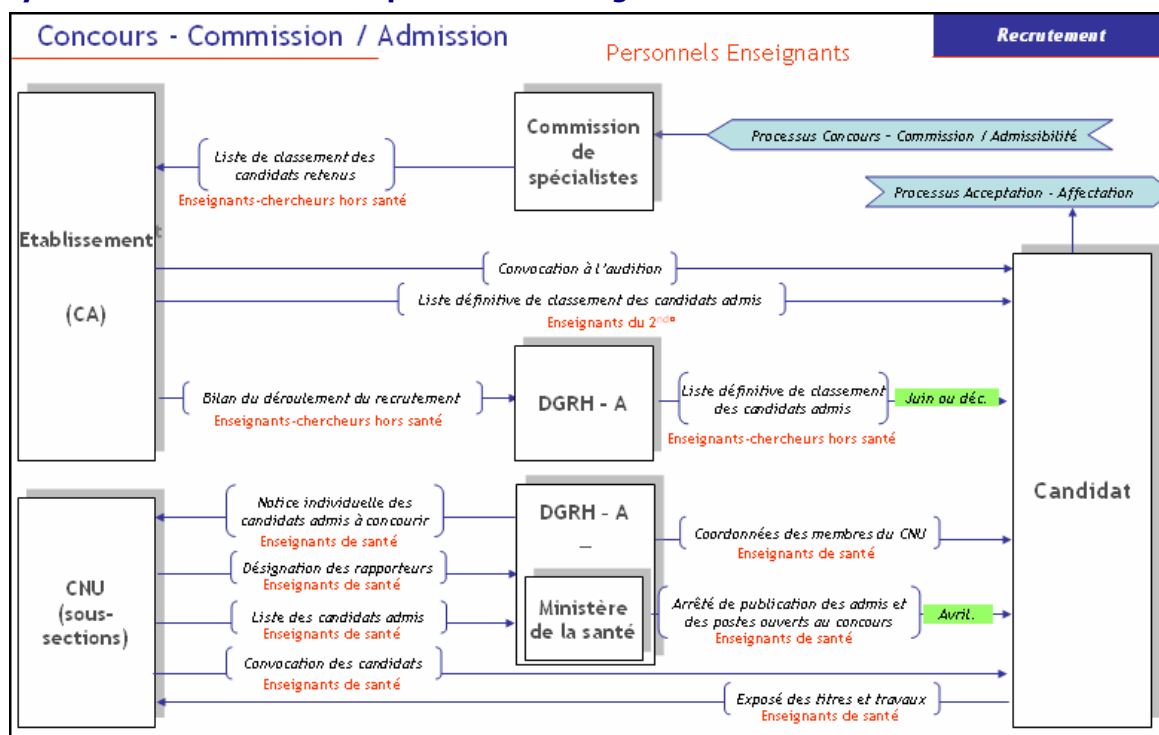 Concours - Commission / Admission
Personnels Enseignants
Recrutement
Commission
de
spécialistes
Processus Concours - Commission / Admissibilité
Processus Acceptation - Affectation
Liste de classement des
candidats retenus
Enseignants-chercheurs hors santé
Etablissement
(CA)
Convocation à l'audition
Liste définitive de classement des candidats admis
Enseignants du 2nd°
Bilan du déroulement du recrutement
Enseignants-chercheurs hors santé
DGRH - A
Liste définitive de classement
des candidats admis
Enseignants-chercheurs hors santé
Juin ou déc.
Candidat
CNU
(sous-
sections)
Notice individuelle des
candidats admis à concourir
Enseignants de santé
Désignation des rapporteurs
Enseignants de santé
Liste des candidats admis
Enseignants de santé
Convocation des candidats
Enseignants de santé
DGRH - A
–
Ministère
de la santé
Coordonnées des membres du CNU
Enseignants de santé
Arrêté de publication des admis et
des postes ouverts au concours
Enseignants de santé
Avril.
Exposé des titres et travaux
Enseignants de santé